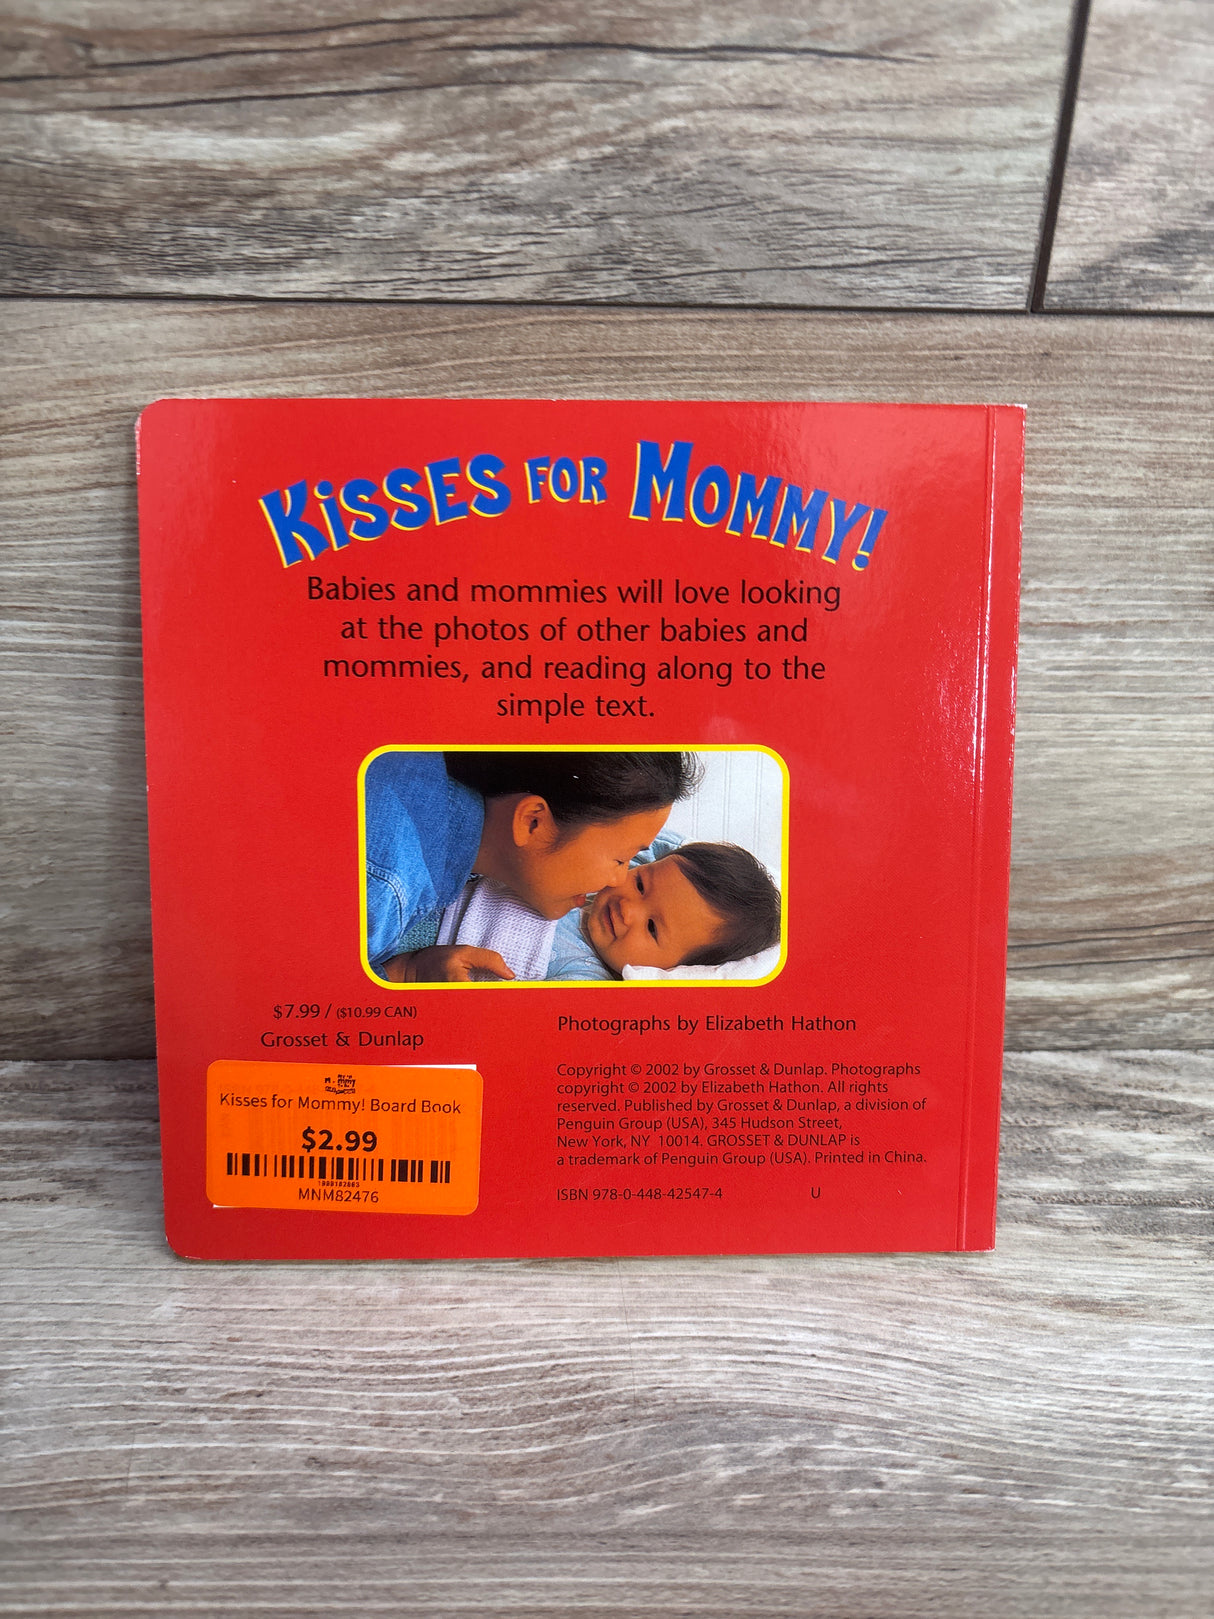 Kisses for Mommy!
Babies and mommies will love looking
at the photos of other babies and
mommies, and reading along to the
simple text.
$7.99 / ($10.99 CAN)
Grosset & Dunlap
Kisses for Mommy! Board Book
$2.99
MNM82476
Photographs by Elizabeth Hathon
Copyright © 2002 by Grosset & Dunlap. Photographs
copyright © 2002 by Elizabeth Hathon. All rights
reserved. Published by Grosset & Dunlap, a division of
Penguin Group (USA), 345 Hudson Street,
New York, NY 10014. GROSSET & DUNLAP is
a trademark of Penguin Group (USA). Printed in China.
ISBN 978-0-448-42547-4 U